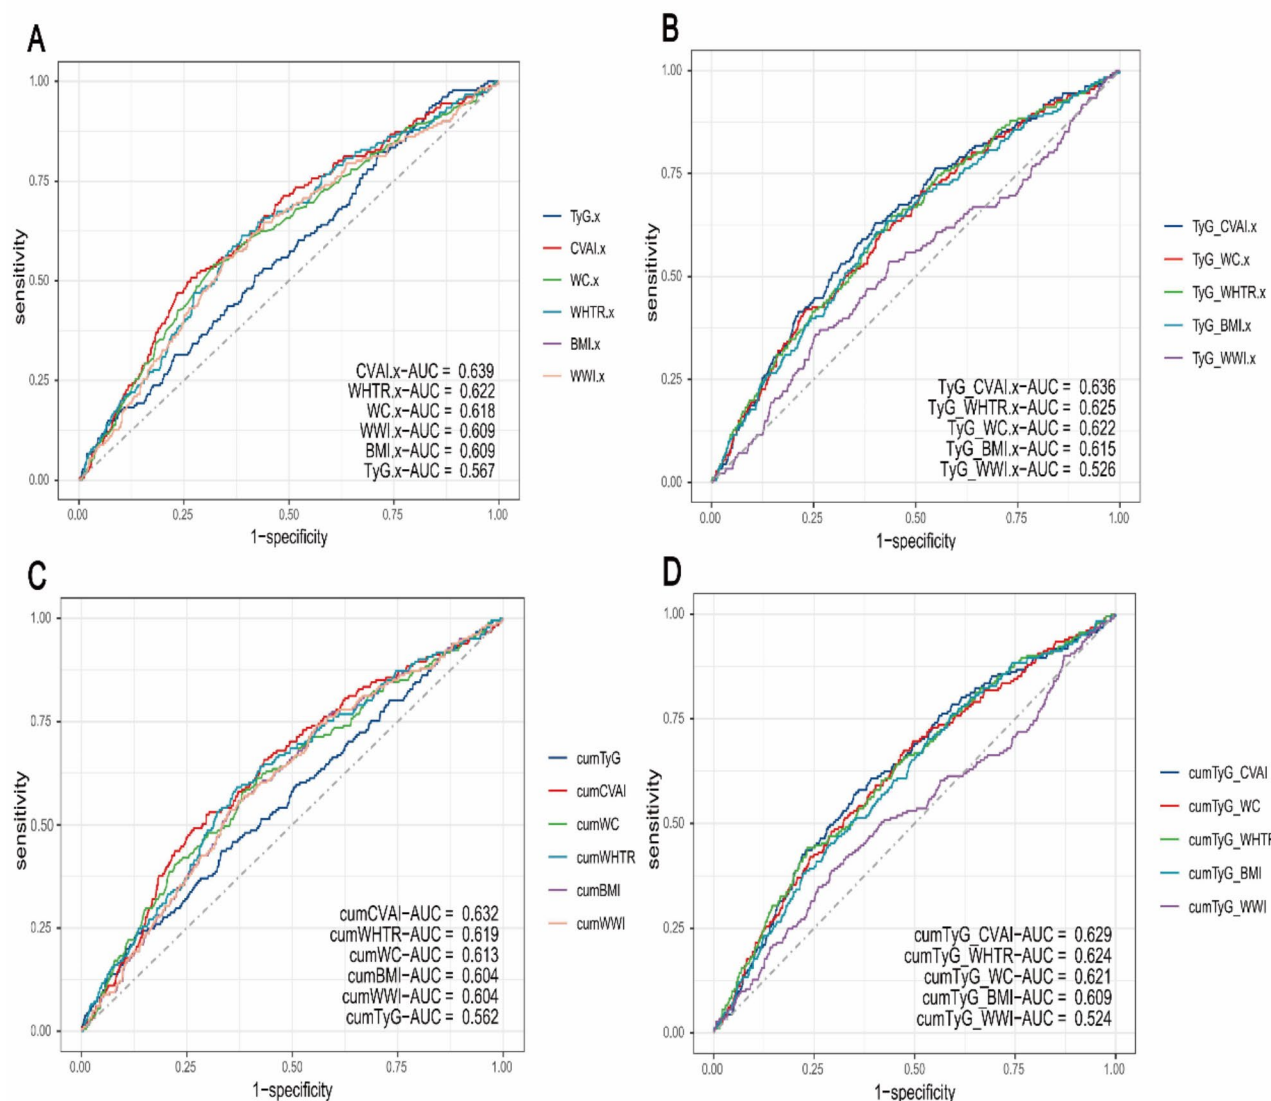 A
1.00
0.75
0.50
0.25
0.00
sensitivity
0.00 0.25 0.50 0.75 1.00
1−specificity
CVAI.x−AUC = 0.639
WHTR.x−AUC = 0.622
WC.x−AUC = 0.618
WWI.x−AUC = 0.609
BMI.x−AUC = 0.609
TyG.x−AUC = 0.567
TyG.x
CVAI.x
WC.x
WHTR.x
BMI.x
WWI.x
B
1.00
0.75
0.50
0.25
0.00
sensitivity
0.00 0.25 0.50 0.75 1.00
1−specificity
TyG_CVAI.x−AUC = 0.636
TyG_WHTR.x−AUC = 0.625
TyG_WC.x−AUC = 0.622
TyG_BMI.x−AUC = 0.615
TyG_WWI.x−AUC = 0.526
TyG_CVAI.x
TyG_WC.x
TyG_WHTR.x
TyG_BMI.x
TyG_WWI.x
C
1.00
0.75
0.50
0.25
0.00
sensitivity
0.00 0.25 0.50 0.75 1.00
1−specificity
cumCVAI−AUC = 0.632
cumWHTR−AUC = 0.619
cumWC−AUC = 0.613
cumBMI−AUC = 0.604
cumWWI−AUC = 0.604
cumTyG−AUC = 0.562
cumTyG
cumCVAI
cumWC
cumWHTR
cumBMI
cumWWI
D
1.00
0.75
0.50
0.25
0.00
sensitivity
0.00 0.25 0.50 0.75 1.00
1−specificity
cumTyG_CVAI−AUC = 0.629
cumTyG_WHTR−AUC = 0.624
cumTyG_WC−AUC = 0.621
cumTyG_BMI−AUC = 0.609
cumTyG_WWI−AUC = 0.524
cumTyG_CVAI
cumTyG_WC
cumTyG_WHTR
cumTyG_BMI
cumTyG_WWI